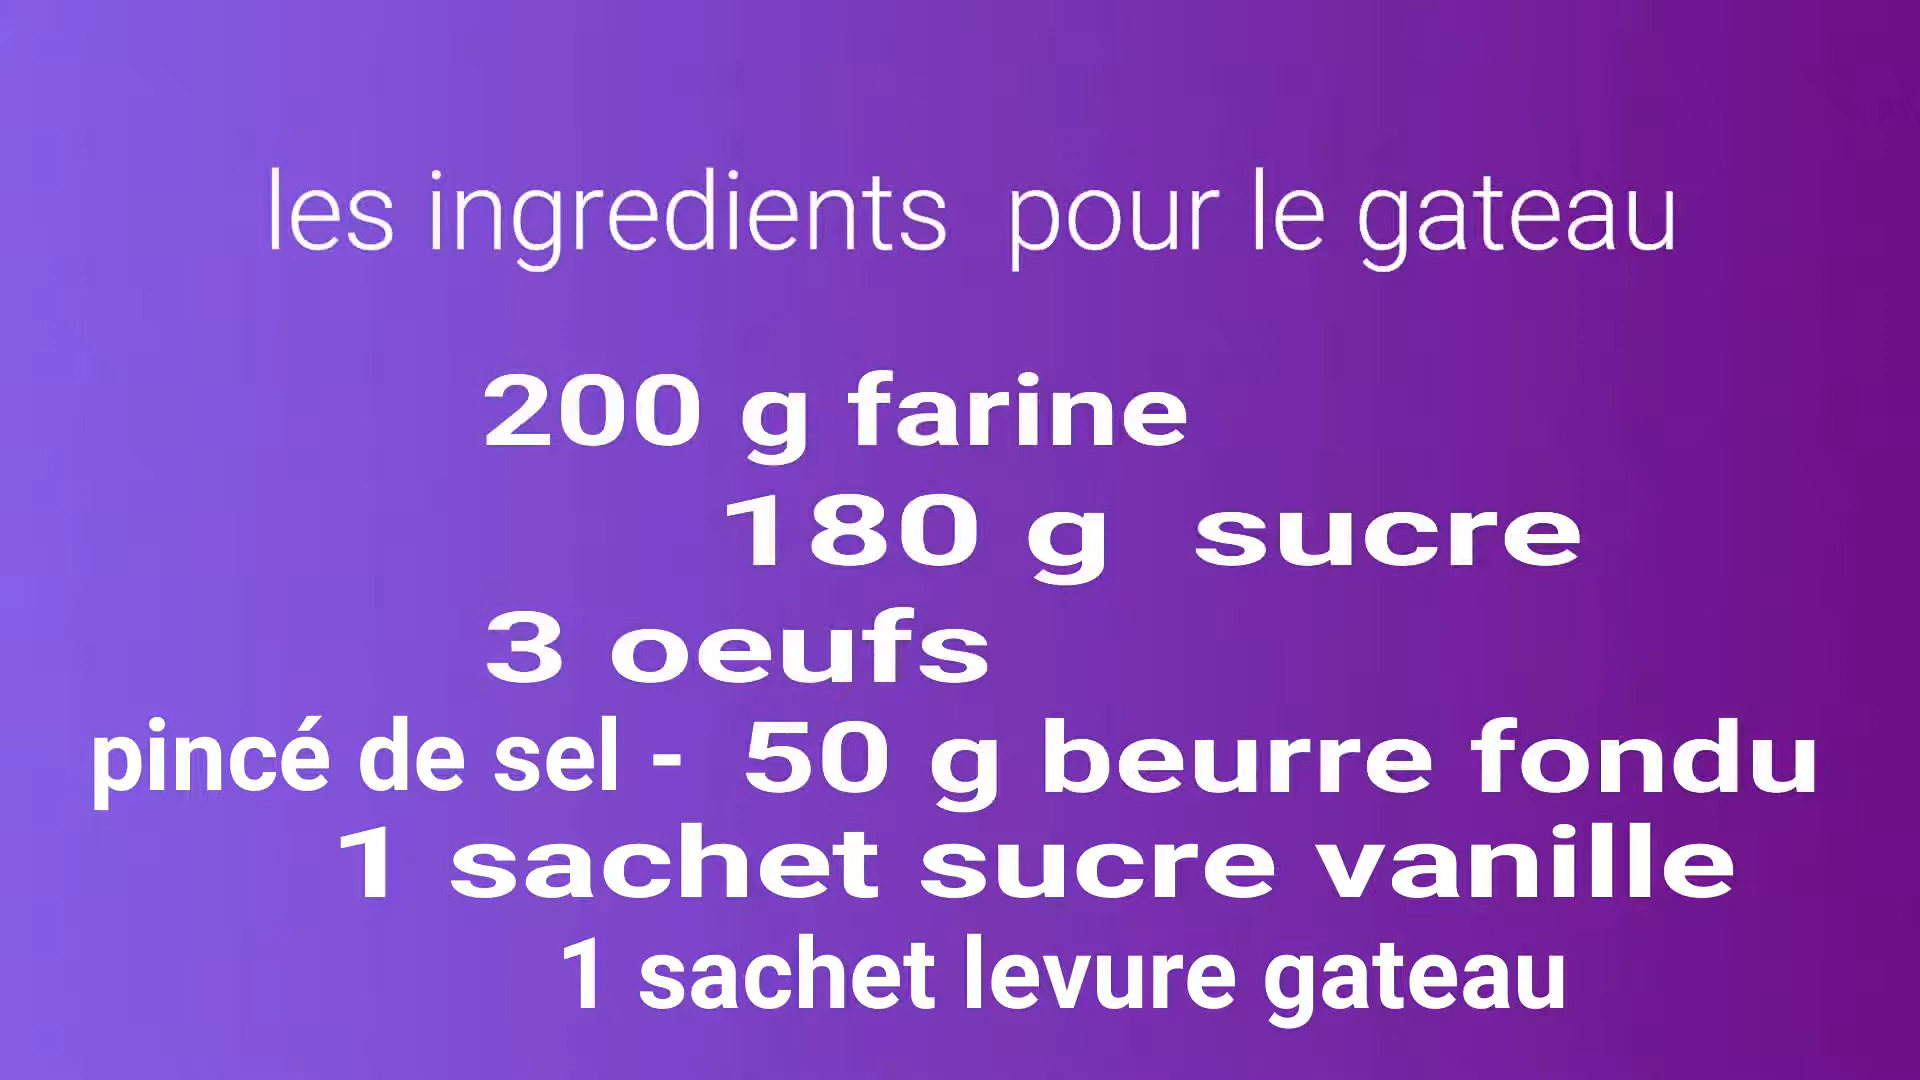 les ingredients pour le gateau
200 g farine
180 g sucre
3 oeufs
pincé de sel - 50 g beurre fondu
1 sachet sucre vanille
1 sachet levure gateau